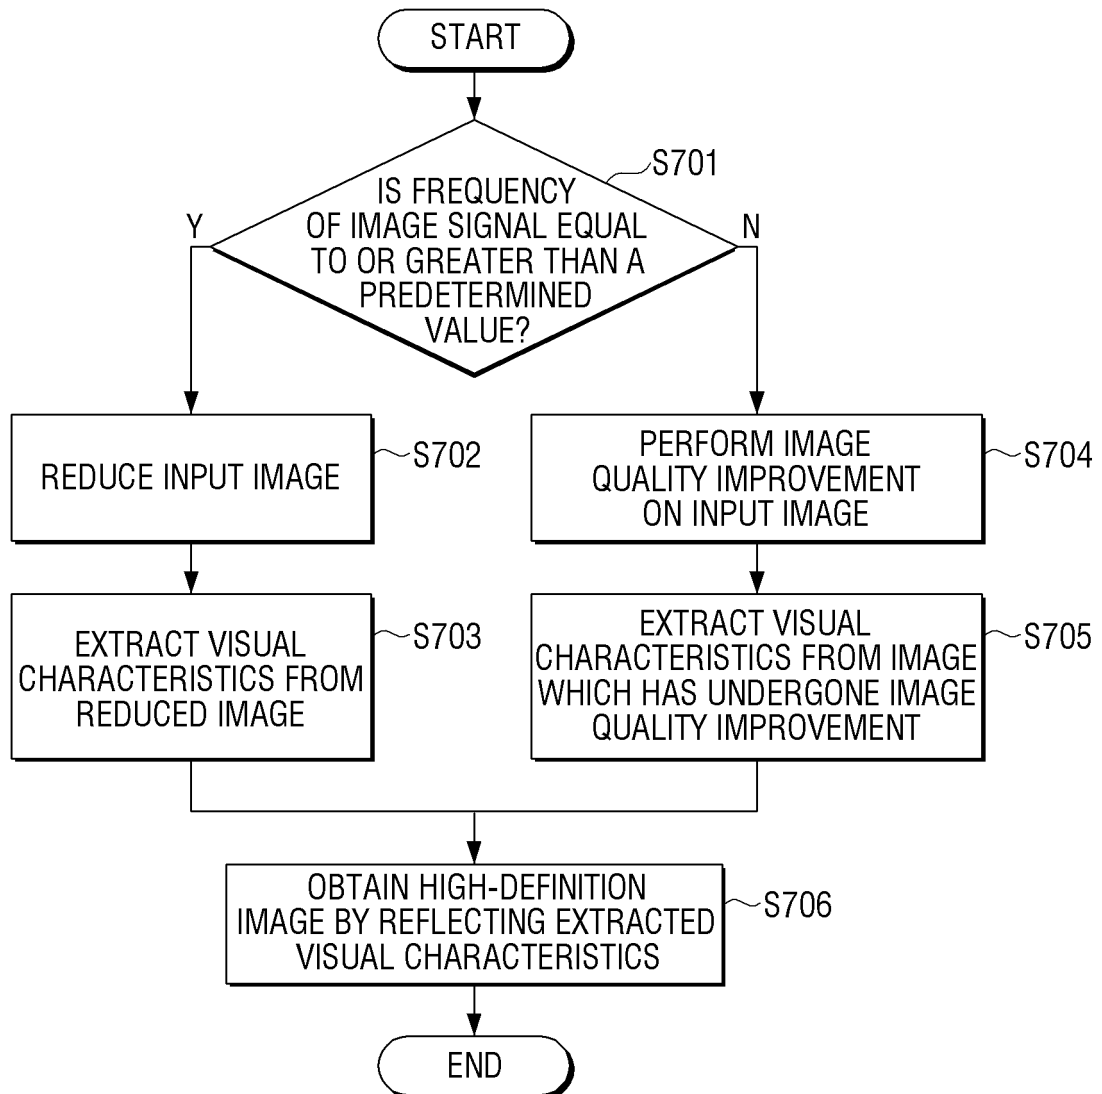 START
S701
IS FREQUENCY
OF IMAGE SIGNAL EQUAL
TO OR GREATER THAN A
PREDETERMINED
VALUE?
Y
N
REDUCE INPUT IMAGE
S702
PERFORM IMAGE
QUALITY IMPROVEMENT
ON INPUT IMAGE
S704
EXTRACT VISUAL
CHARACTERISTICS FROM
REDUCED IMAGE
S703
EXTRACT VISUAL
CHARACTERISTICS FROM IMAGE
WHICH HAS UNDERGONE IMAGE
QUALITY IMPROVEMENT
S705
OBTAIN HIGH-DEFINITION
IMAGE BY REFLECTING EXTRACTED
VISUAL CHARACTERISTICS
S706
END